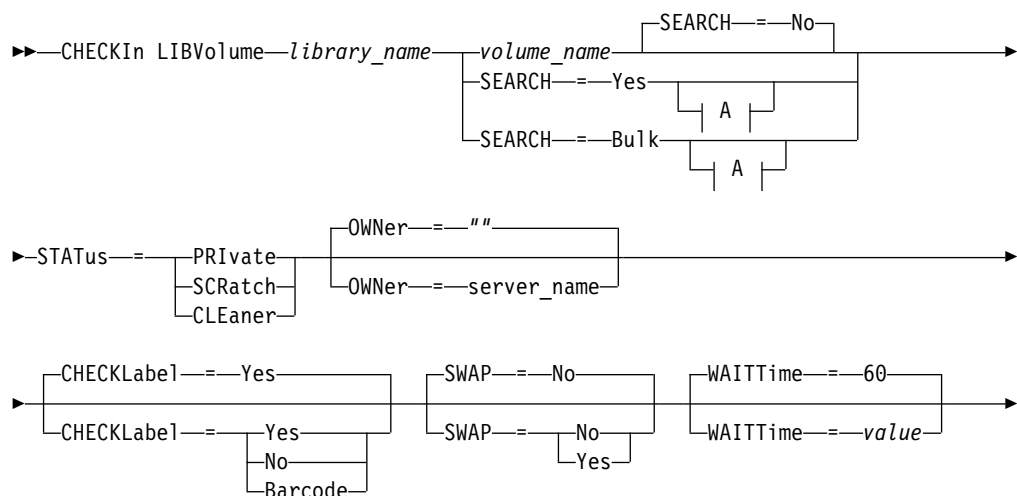 SEARCH = No
CHECKIn LIBVolume library_name volume_name
SEARCH = Yes
A
SEARCH = Bulk
A
OWNer = ""
STATus = PRIvate
SCRatch OWNer = server_name
CLEaner
CHECKLabel = Yes SWAP = No WAITTime = 60
CHECKLabel = Yes SWAP = No WAITTime = value
No Yes
Barcode